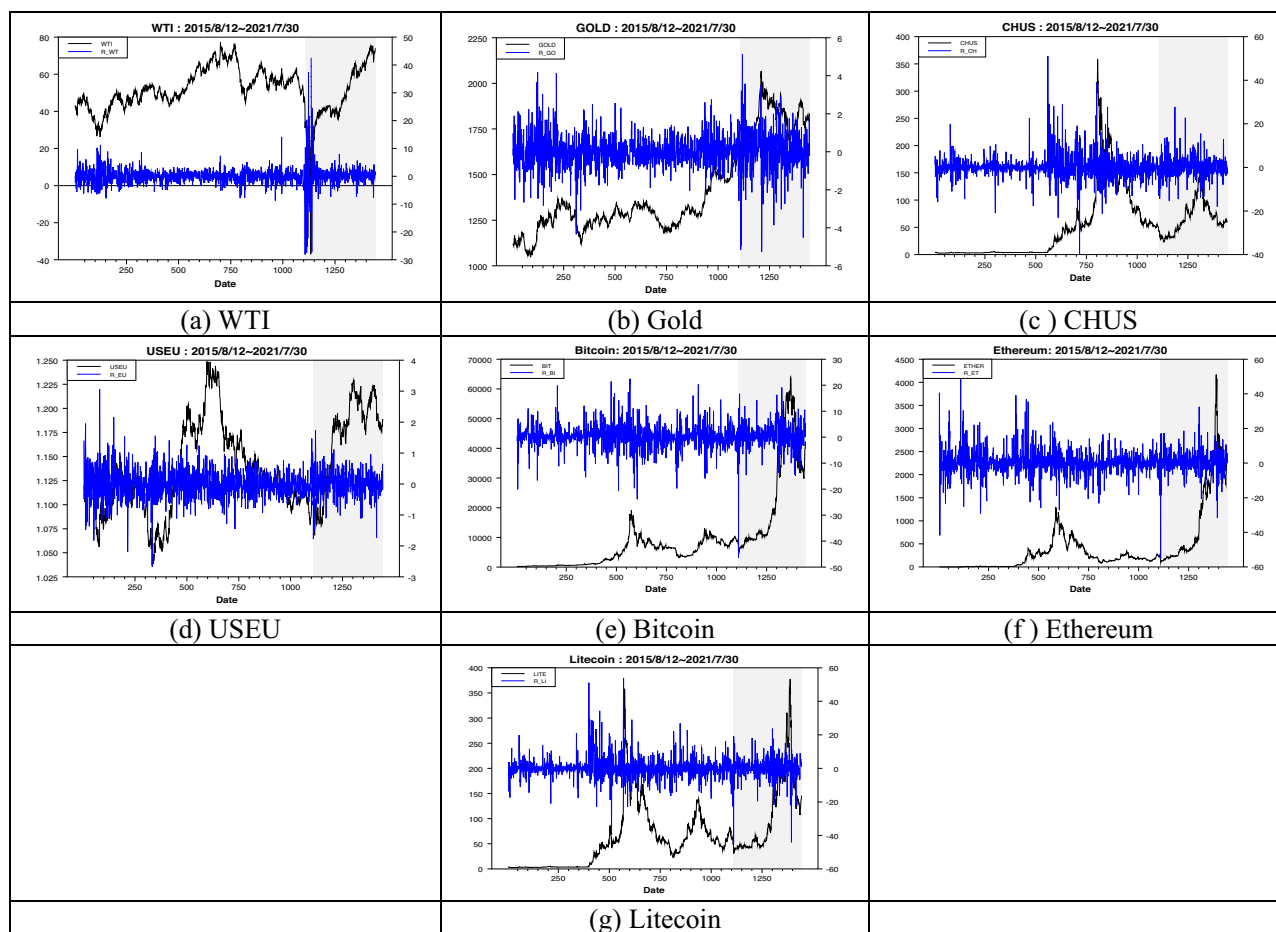 WTI : 2015/8/12~2021/7/30
WTI
R_WT
80
60
40
20
0
-20
-40
50
40
30
20
10
0
-10
-20
-30
250 500 750 1000 1250
Date
(a) WTI
GOLD : 2015/8/12~2021/7/30
GOLD
R_GO
2250
2000
1750
1500
1250
1000
6
4
2
0
-2
-4
-6
250 500 750 1000 1250
Date
(b) Gold
CHUS : 2015/8/12~2021/7/30
CHUS
R_CH
400
350
300
250
200
150
100
50
0
60
40
20
0
-20
-40
250 500 750 1000 1250
Date
(c ) CHUS
USEU : 2015/8/12~2021/7/30
USEU
R_EU
1.250
1.225
1.200
1.175
1.150
1.125
1.100
1.075
1.050
1.025
4
3
2
1
0
-1
-2
-3
250 500 750 1000 1250
Date
(d) USEU
Bitcoin: 2015/8/12~2021/7/30
BIT
R_BI
70000
60000
50000
40000
30000
20000
10000
0
30
20
10
0
-10
-20
-30
-40
-50
250 500 750 1000 1250
Date
(e) Bitcoin
Ethereum: 2015/8/12~2021/7/30
ETHER
R_ET
4500
4000
3500
3000
2500
2000
1500
1000
500
0
60
40
20
0
-20
-40
-60
250 500 750 1000 1250
Date
(f ) Ethereum
Litecoin : 2015/8/12~2021/7/30
LITE
R_LI
400
350
300
250
200
150
100
50
0
60
40
20
0
-20
-40
-60
250 500 750 1000 1250
Date
(g) Litecoin